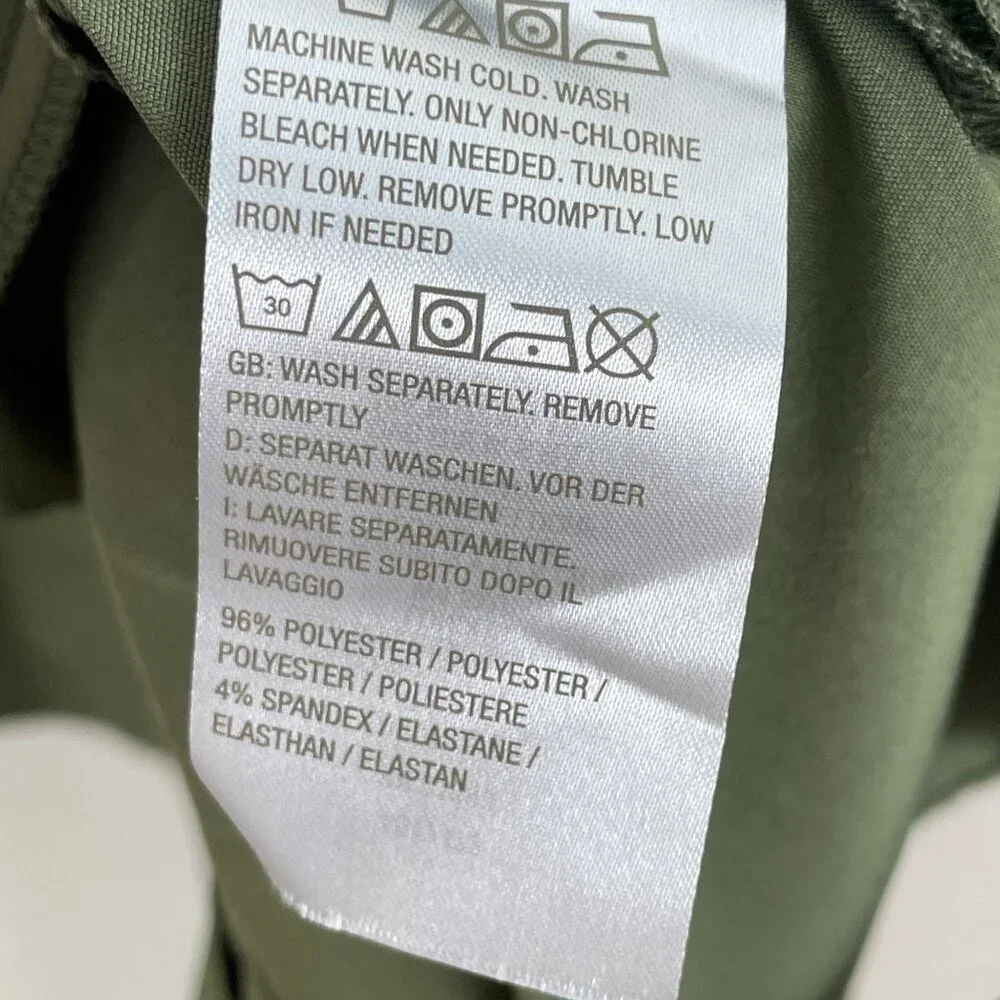 MACHINE WASH COLD. WASH
SEPARATELY. ONLY NON-CHLORINE
BLEACH WHEN NEEDED. TUMBLE
DRY LOW. REMOVE PROMPTLY. LOW
IRON IF NEEDED
30
GB: WASH SEPARATELY. REMOVE
PROMPTLY
D: SEPARAT WASCHEN. VOR DER
WÄSCHE ENTFERNEN
I: LAVARE SEPARATAMENTE.
RIMUOVERE SUBITO DOPO IL
LAVAGGIO
96% POLYESTER / POLYESTER /
POLYESTER / POLIESTERE
4% SPANDEX / ELASTANE /
ELASTHAN / ELASTAN